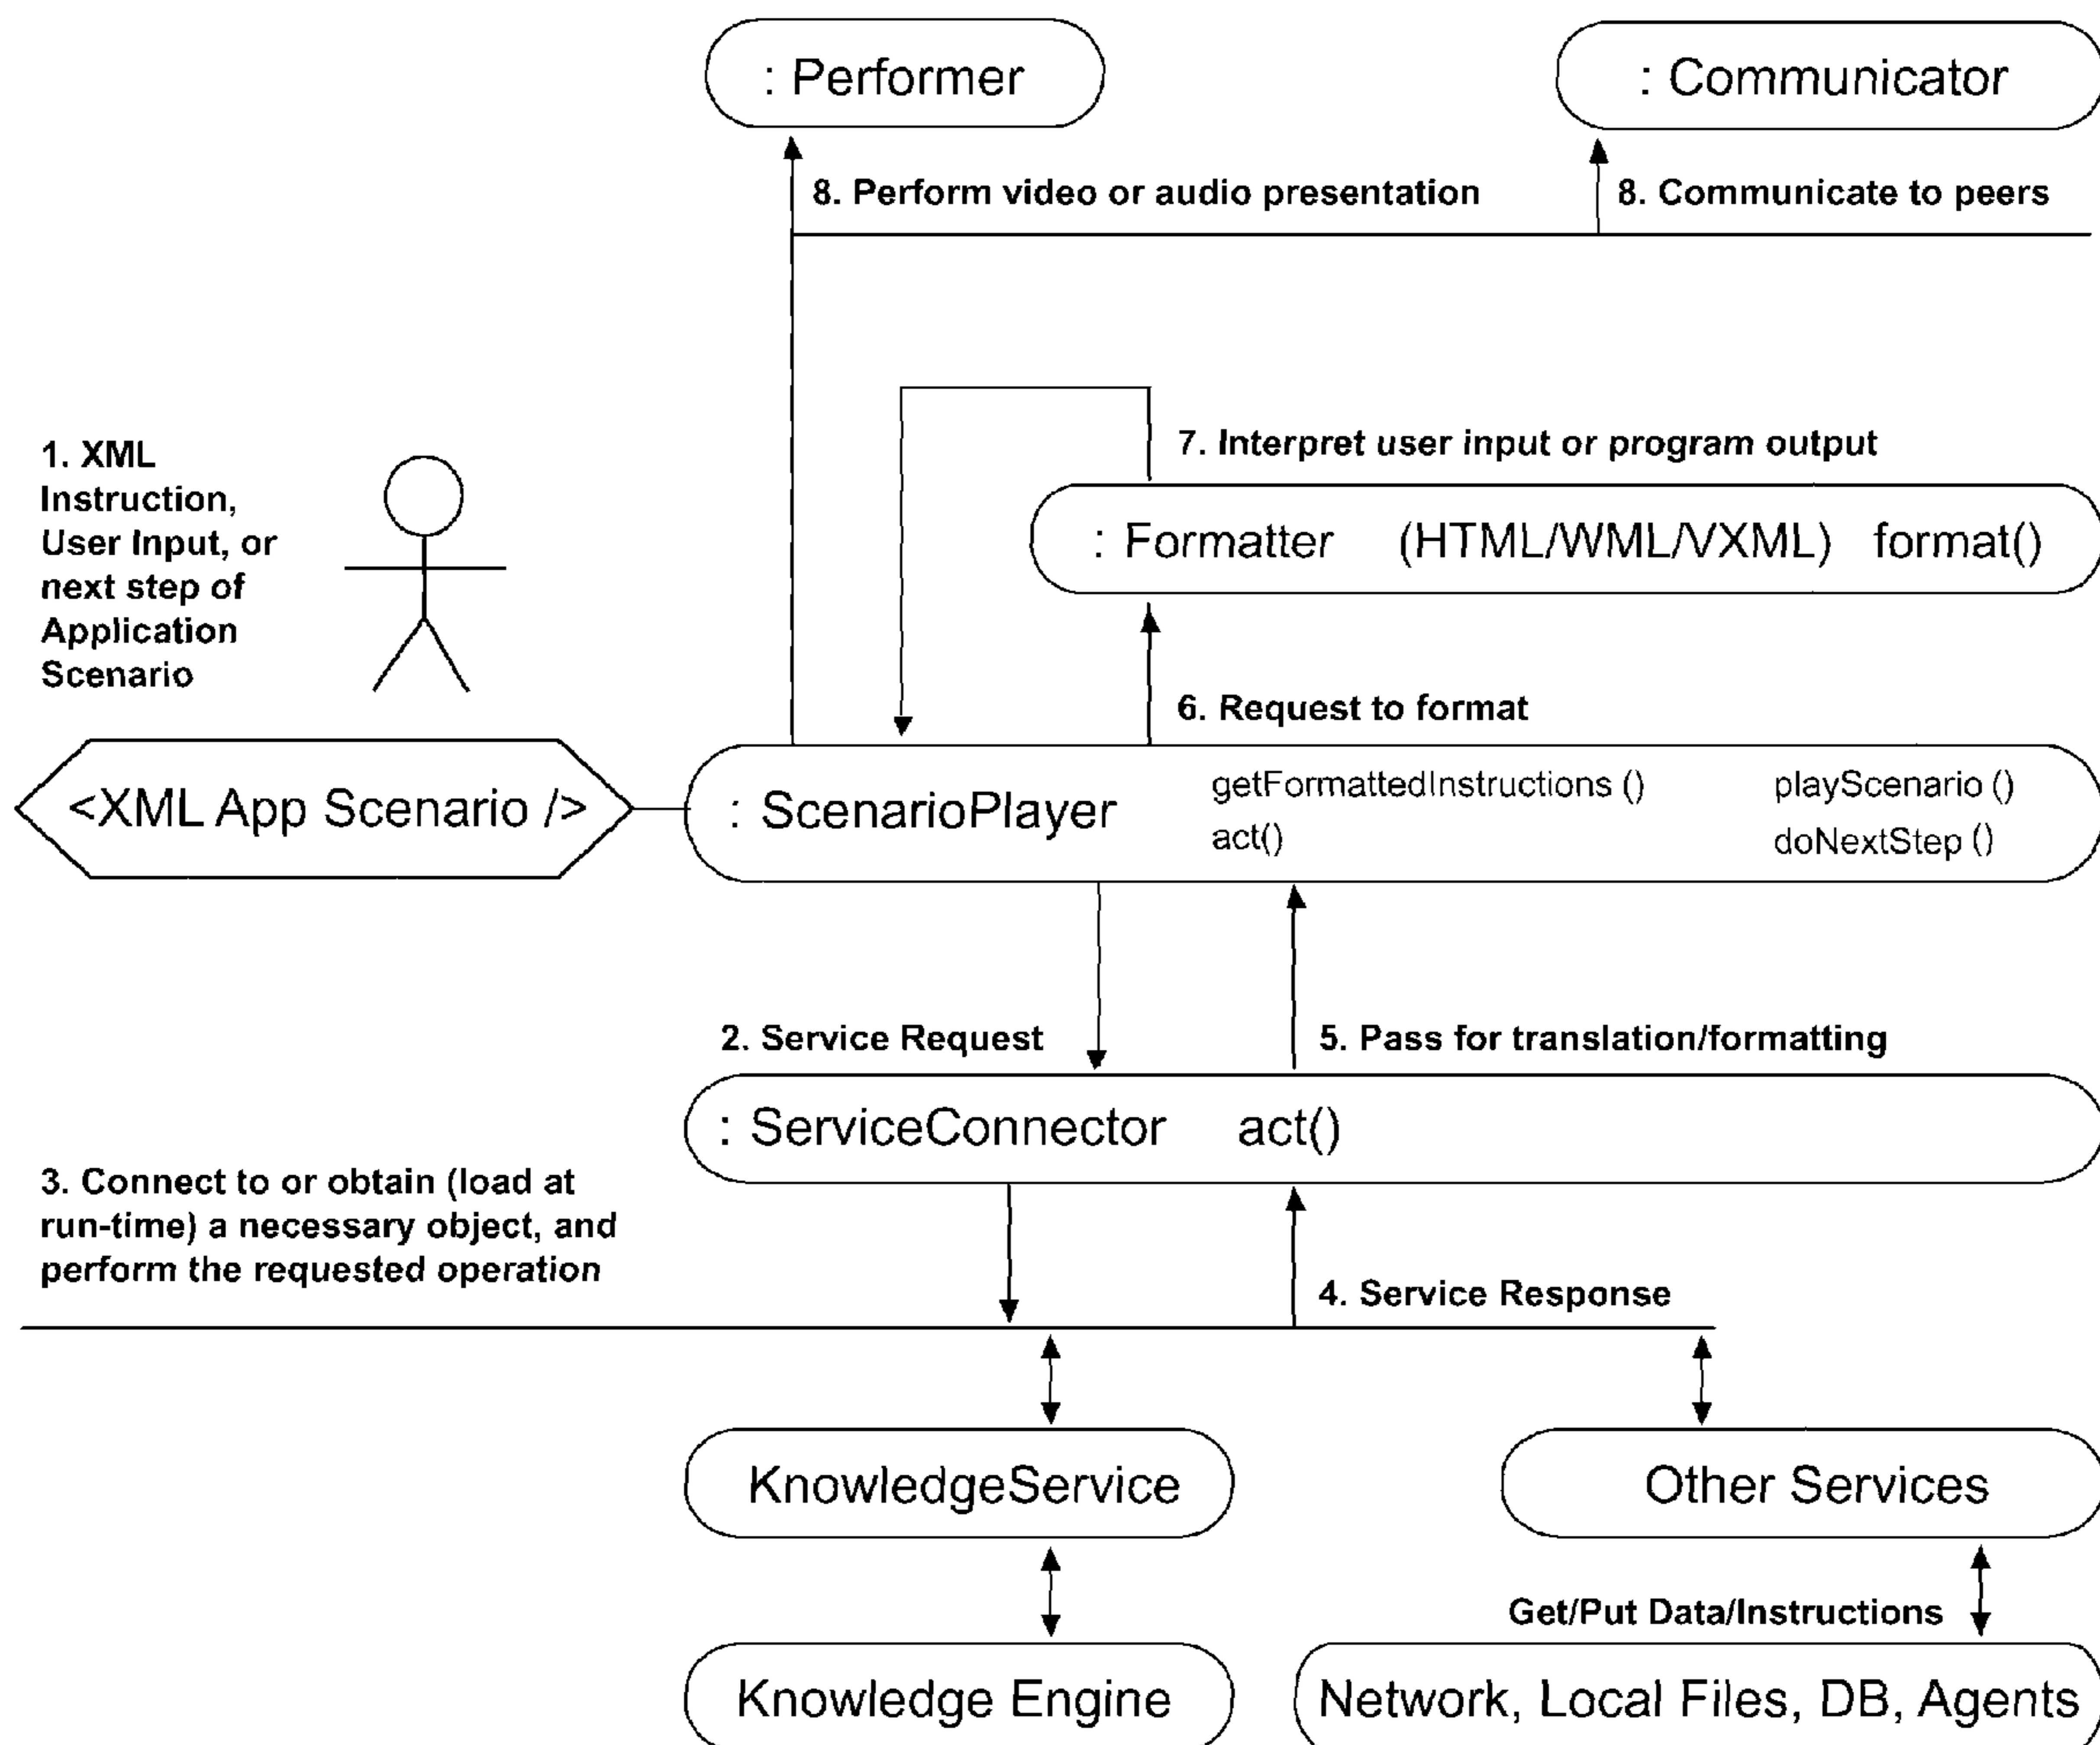 : Performer
: Communicator
8. Perform video or audio presentation
8. Communicate to peers
1. XML
Instruction,
User Input, or
next step of
Application
Scenario
7. Interpret user input or program output
: Formatter (HTML/WML/VXML) format()
6. Request to format
<XML App Scenario />
: ScenarioPlayer
getFormattedInstructions ()
playScenario ()
act()
doNextStep ()
2. Service Request
5. Pass for translation/formatting
: ServiceConnector act()
3. Connect to or obtain (load at
run-time) a necessary object, and
perform the requested operation
4. Service Response
KnowledgeService
Other Services
Get/Put Data/Instructions
Knowledge Engine
Network, Local Files, DB, Agents